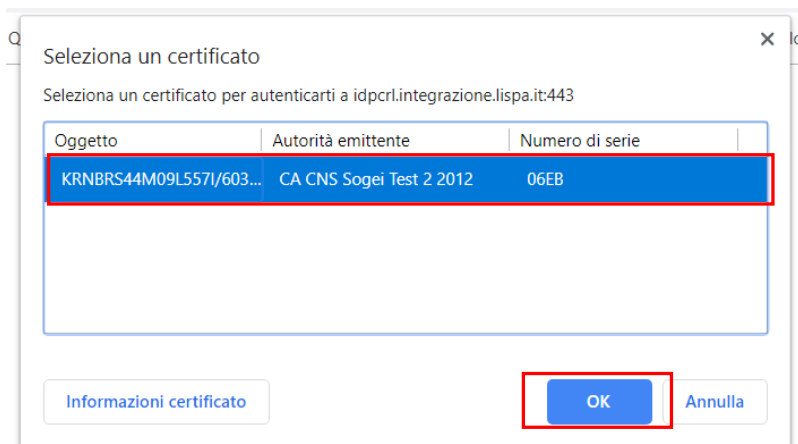 Seleziona un certificato
Seleziona un certificato per autenticarti a idpcrl.integrazione.lispa.it:443
Oggetto Autorità emittente Numero di serie
KRNBRS44M09L557I/603... CA CNS Sogei Test 2 2012 06EB
Informazioni certificato OK Annulla